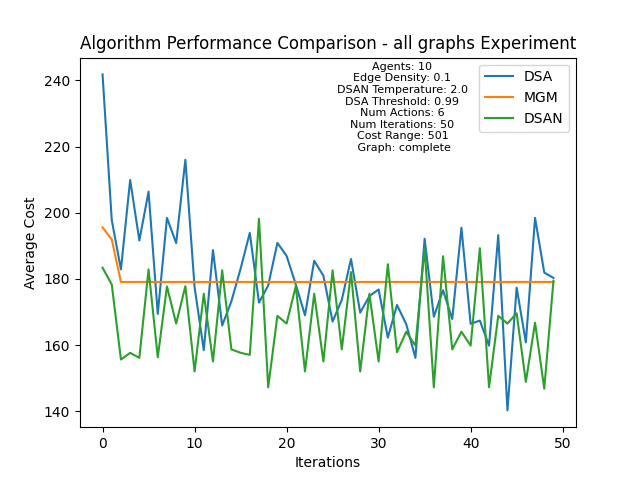 Algorithm Performance Comparison - all graphs Experiment
Agents: 10
Edge Density: 0.1
DSAN Temperature: 2.0
DSA Threshold: 0.99
Num Actions: 6
Num Iterations: 50
Cost Range: 501
Graph: complete
DSA
MGM
DSAN
Average Cost
240
220
200
180
160
140
0 10 20 30 40 50
Iterations